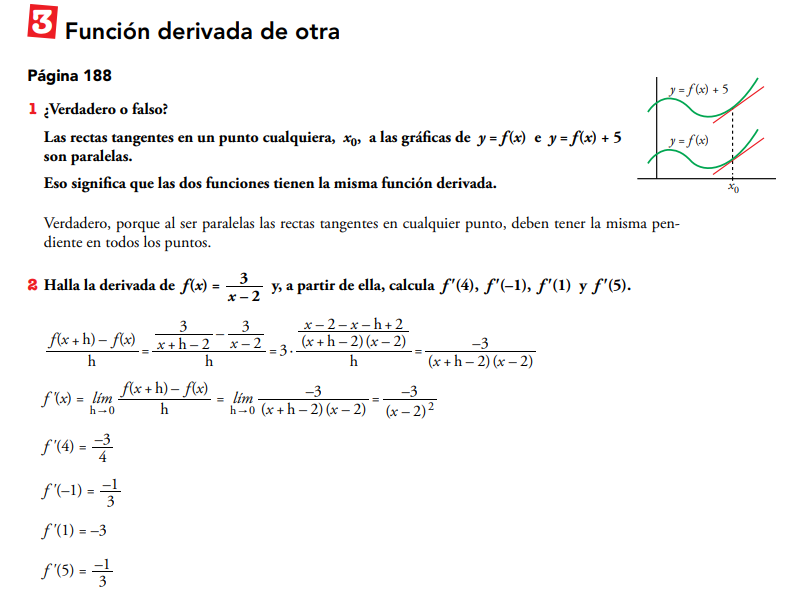 3 Función derivada de otra
Página 188
1 ¿Verdadero o falso?
Las rectas tangentes en un punto cualquiera, x₀, a las gráficas de y = f(x) e y = f(x) + 5
son paralelas.
Eso significa que las dos funciones tienen la misma función derivada.
y = f(x) + 5
y = f(x)
x₀
Verdadero, porque al ser paralelas las rectas tangentes en cualquier punto, deben tener la misma pen-
diente en todos los puntos.
2 Halla la derivada de f(x) = 3/(x – 2) y, a partir de ella, calcula f'(4), f'(–1), f'(1) y f'(5).
(f(x + h) – f(x))/h = (3/(x + h – 2) – 3/(x – 2))/h = 3 · ((x – 2 – x – h + 2)/((x + h – 2) (x – 2)))/h = –3/((x + h – 2) (x – 2))
f'(x) = lím h→0 (f(x + h) – f(x))/h = lím h→0 –3/((x + h – 2) (x – 2)) = –3/(x – 2)²
f'(4) = –3/4
f'(–1) = –1/3
f'(1) = –3
f'(5) = –1/3